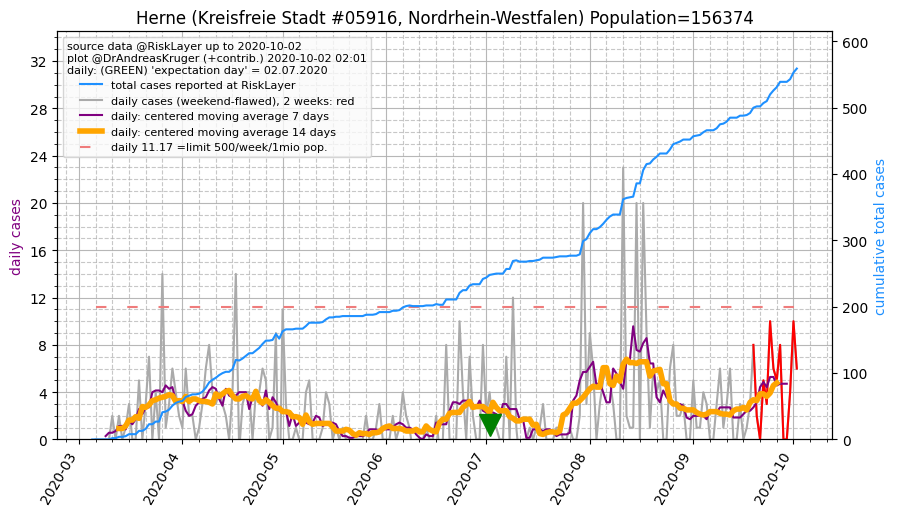 Herne (Kreisfreie Stadt #05916, Nordrhein-Westfalen) Population=156374
source data @RiskLayer up to 2020-10-02
plot @DrAndreasKruger (+contrib.) 2020-10-02 02:01
daily: (GREEN) 'expectation day' = 02.07.2020
total cases reported at RiskLayer
daily cases (weekend-flawed), 2 weeks: red
daily: centered moving average 7 days
daily: centered moving average 14 days
daily 11.17 =limit 500/week/1mio pop.
daily cases
32
28
24
20
16
12
8
4
0
600
500
400
300
200
100
0
cumulative total cases
2020-03
2020-04
2020-05
2020-06
2020-07
2020-08
2020-09
2020-10